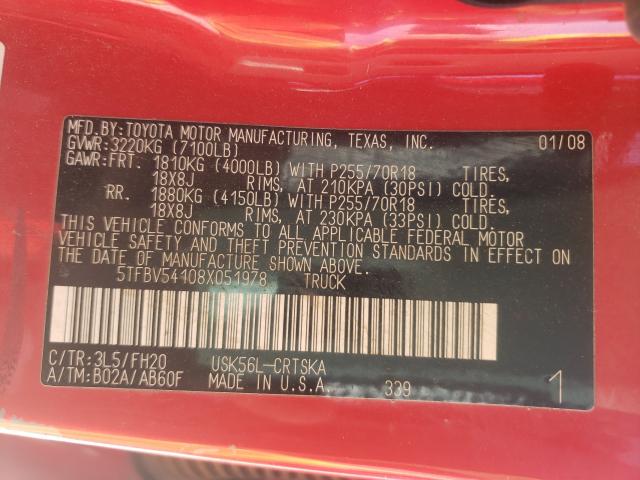 MFD.BY:TOYOTA MOTOR MANUFACTURING, TEXAS, INC. 01/08
GVWR:3220KG (7100LB)
GAWR:FRT. 1810KG (4000LB) WITH P255/70R18 TIRES,
18X8J RIMS, AT 210KPA (30PSI) COLD.
RR. 1880KG (4150LB) WITH P255/70R18 TIRES,
18X8J RIMS, AT 230KPA (33PSI) COLD.
THIS VEHICLE CONFORMS TO ALL APPLICABLE FEDERAL MOTOR
VEHICLE SAFETY AND THEFT PREVENTION STANDARDS IN EFFECT ON
THE DATE OF MANUFACTURE SHOWN ABOVE.
5TFBV54108X051978 TRUCK
C/TR:3L5/FH20 USK56L-CRTSKA
A/TM:B02A/AB60F MADE IN U.S.A. 339 1